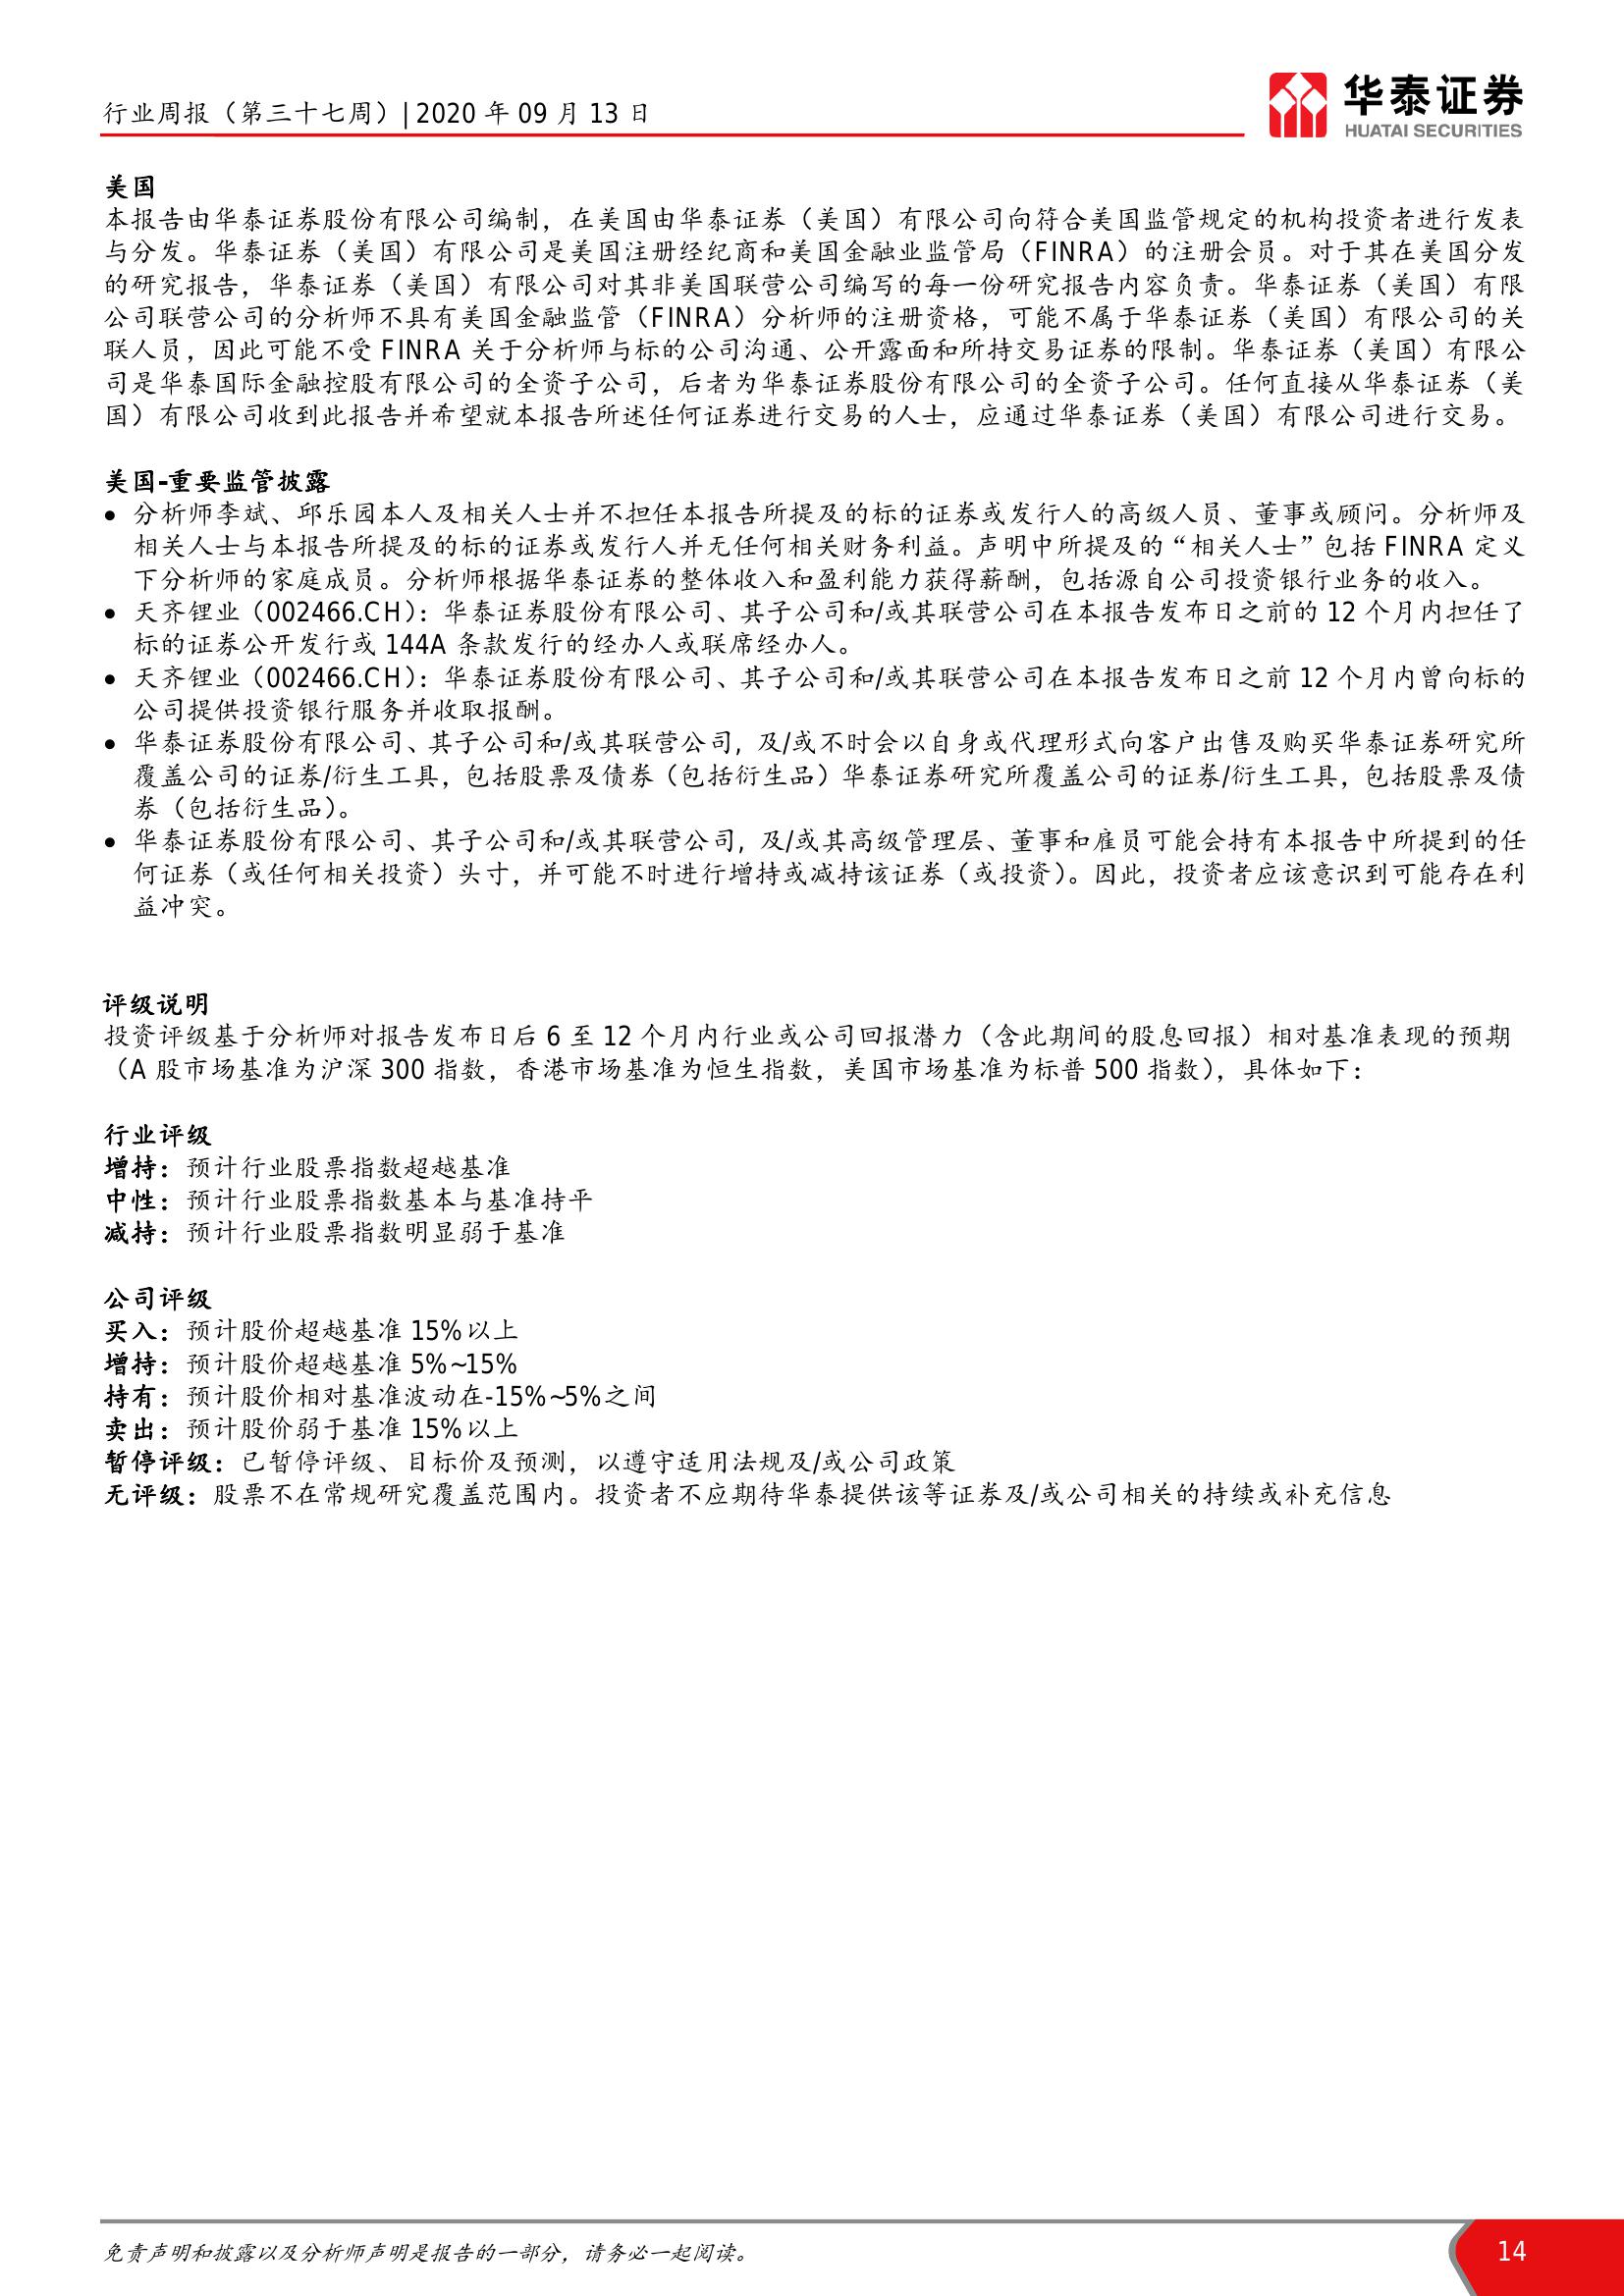 行业周报（第三十七周）| 2020 年 09 月 13 日
华泰证券
HUATAI SECURITIES
美国
本报告由华泰证券股份有限公司编制，在美国由华泰证券（美国）有限公司向符合美国监管规定的机构投资者进行发表
与分发。华泰证券（美国）有限公司是美国注册经纪商和美国金融业监管局（FINRA）的注册会员。对于其在美国分发
的研究报告，华泰证券（美国）有限公司对其非美国联营公司编写的每一份研究报告内容负责。华泰证券（美国）有限
公司联营公司的分析师不具有美国金融监管（FINRA）分析师的注册资格，可能不属于华泰证券（美国）有限公司的关
联人员，因此可能不受 FINRA 关于分析师与标的公司沟通、公开露面和所持交易证券的限制。华泰证券（美国）有限公
司是华泰国际金融控股有限公司的全资子公司，后者为华泰证券股份有限公司的全资子公司。任何直接从华泰证券（美
国）有限公司收到此报告并希望就本报告所述任何证券进行交易的人士，应通过华泰证券（美国）有限公司进行交易。
美国-重要监管披露
● 分析师李斌、邱乐园本人及相关人士并不担任本报告所提及的标的证券或发行人的高级人员、董事或顾问。分析师及
相关人士与本报告所提及的标的证券或发行人并无任何相关财务利益。声明中所提及的“相关人士”包括 FINRA 定义
下分析师的家庭成员。分析师根据华泰证券的整体收入和盈利能力获得薪酬，包括源自公司投资银行业务的收入。
● 天齐锂业（002466.CH）：华泰证券股份有限公司、其子公司和/或其联营公司在本报告发布日之前的 12 个月内担任了
标的证券公开发行或 144A 条款发行的经办人或联席经办人。
● 天齐锂业（002466.CH）：华泰证券股份有限公司、其子公司和/或其联营公司在本报告发布日之前 12 个月内曾向标的
公司提供投资银行服务并收取报酬。
● 华泰证券股份有限公司、其子公司和/或其联营公司, 及/或不时会以自身或代理形式向客户出售及购买华泰证券研究所
覆盖公司的证券/衍生工具，包括股票及债券（包括衍生品）华泰证券研究所覆盖公司的证券/衍生工具，包括股票及债
券（包括衍生品）。
● 华泰证券股份有限公司、其子公司和/或其联营公司, 及/或其高级管理层、董事和雇员可能会持有本报告中所提到的任
何证券（或任何相关投资）头寸，并可能不时进行增持或减持该证券（或投资）。因此，投资者应该意识到可能存在利
益冲突。
评级说明
投资评级基于分析师对报告发布日后 6 至 12 个月内行业或公司回报潜力（含此期间的股息回报）相对基准表现的预期
（A 股市场基准为沪深 300 指数，香港市场基准为恒生指数，美国市场基准为标普 500 指数），具体如下：
行业评级
增持：预计行业股票指数超越基准
中性：预计行业股票指数基本与基准持平
减持：预计行业股票指数明显弱于基准
公司评级
买入：预计股价超越基准 15%以上
增持：预计股价超越基准 5%~15%
持有：预计股价相对基准波动在-15%~5%之间
卖出：预计股价弱于基准 15%以上
暂停评级：已暂停评级、目标价及预测，以遵守适用法规及/或公司政策
无评级：股票不在常规研究覆盖范围内。投资者不应期待华泰提供该等证券及/或公司相关的持续或补充信息
免责声明和披露以及分析师声明是报告的一部分，请务必一起阅读。
14